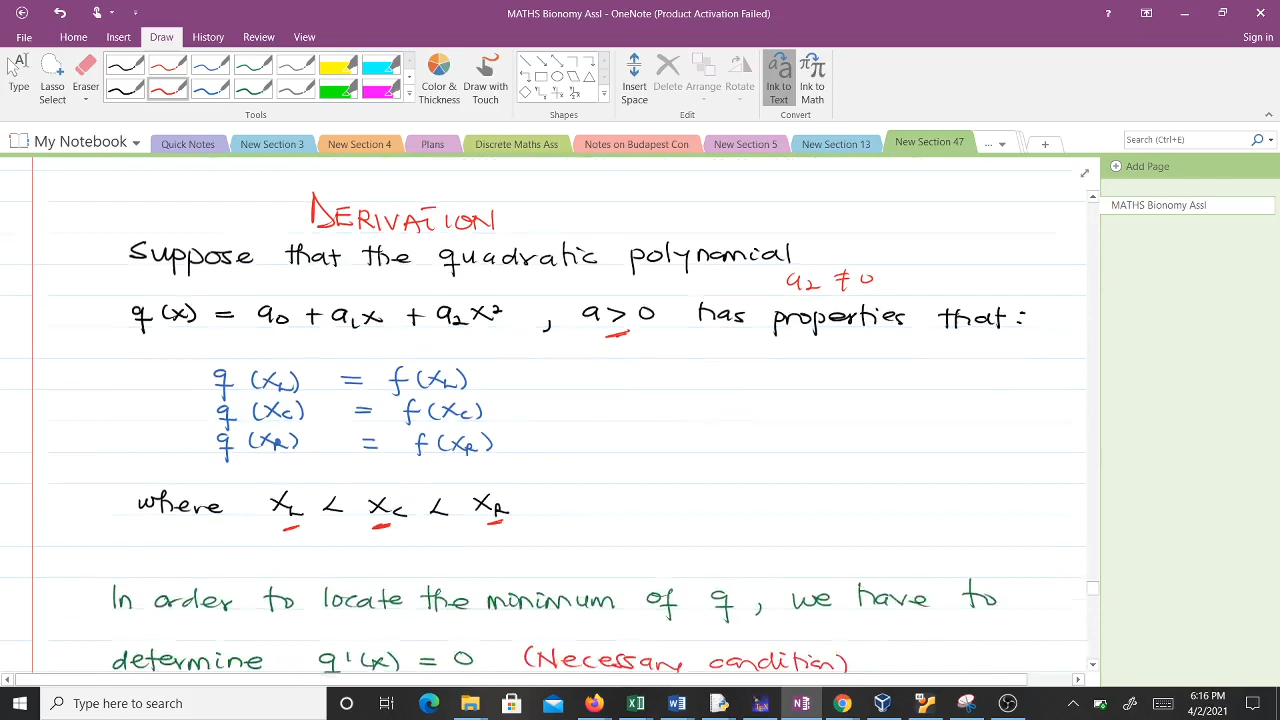 MATHS Bionomy Assl - OneNote (Product Activation Failed)
File Home Insert Draw History Review View Sign in
Type Lasso Select Eraser Color & Thickness Draw with Touch Insert Space Delete Arrange Rotate Ink to Text Ink to Math
Tools Shapes Edit Convert
My Notebook Quick Notes New Section 3 New Section 4 Plans Discrete Maths Ass Notes on Budapest Con New Section 5 New Section 13 New Section 47 ... Search (Ctrl+E)
Add Page
MATHS Bionomy Assl
DERIVATION
Suppose that the quadratic polynomial
a₂ ≠ 0
q(x) = a₀ + a₁x + a₂x², a > 0 has properties that:
q(x_L) = f(x_L)
q(x_C) = f(x_C)
q(x_R) = f(x_R)
where x_L < x_C < x_R
In order to locate the minimum of q, we have to
determine q'(x) = 0 (Necessary condition)
Type here to search
6:16 PM
4/2/2021